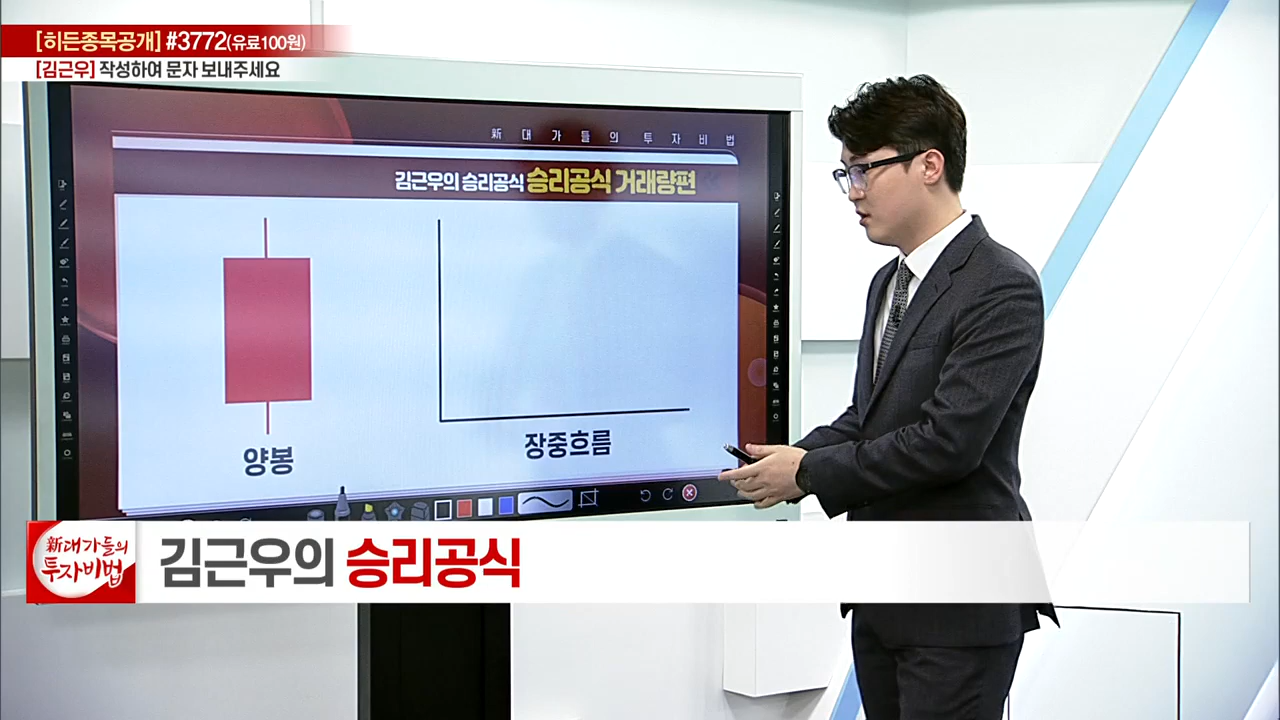 [히든종목공개] #3772(유료100원)
[김근우] 작성하여 문자 보내주세요
新 대가들의 투자비법
김근우의 승리공식 승리공식 거래량편
양봉
장중흐름
新대가들의
투자비법
김근우의 승리공식